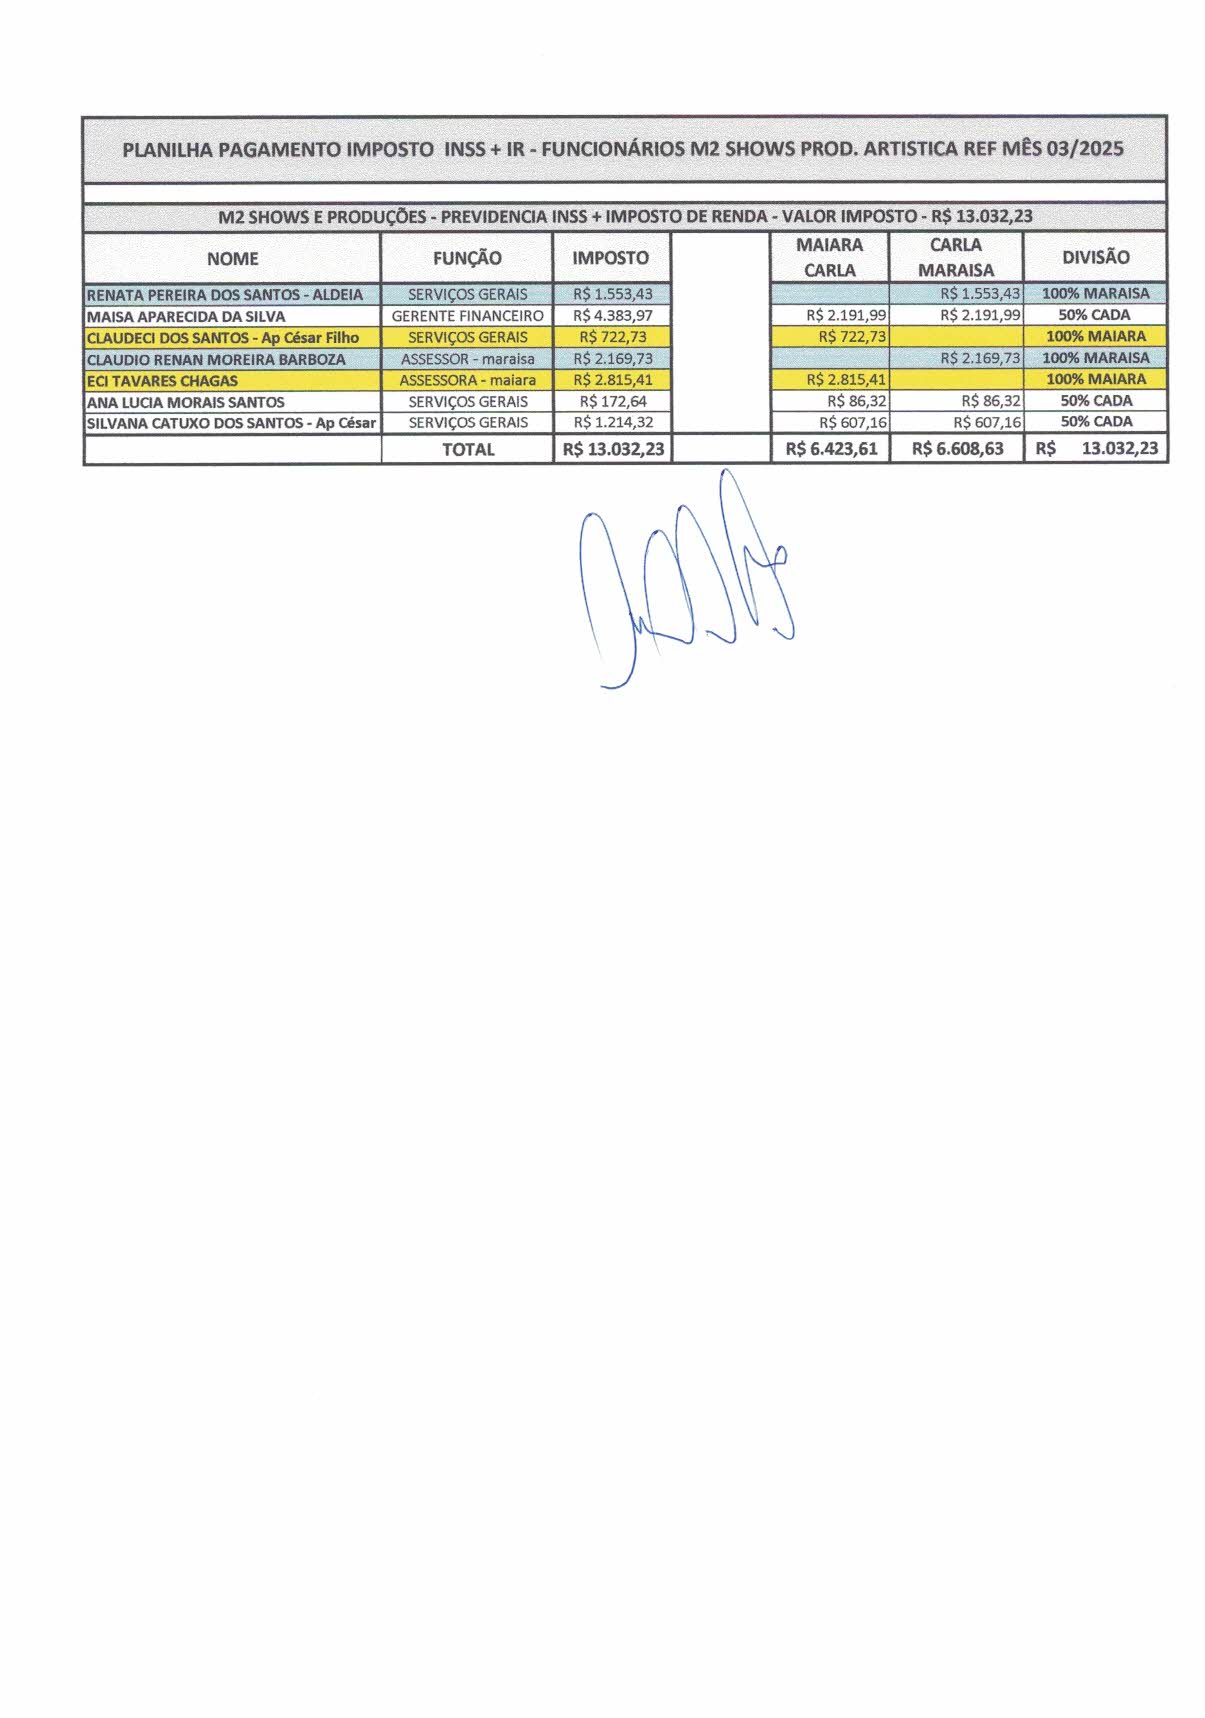 PLANILHA PAGAMENTO IMPOSTO INSS + IR - FUNCIONÁRIOS M2 SHOWS PROD. ARTISTICA REF MÊS 03/2025
M2 SHOWS E PRODUÇÕES - PREVIDENCIA INSS + IMPOSTO DE RENDA - VALOR IMPOSTO - R$ 13.032,23
NOME FUNÇÃO IMPOSTO MAIARA CARLA CARLA MARAISA DIVISÃO
RENATA PEREIRA DOS SANTOS - ALDEIA SERVIÇOS GERAIS R$ 1.553,43 R$ 1.553,43 100% MARAISA
MAISA APARECIDA DA SILVA GERENTE FINANCEIRO R$ 4.383,97 R$ 2.191,99 R$ 2.191,99 50% CADA
CLAUDECI DOS SANTOS - Ap César Filho SERVIÇOS GERAIS R$ 722,73 R$ 722,73 100% MAIARA
CLAUDIO RENAN MOREIRA BARBOZA ASSESSOR - maraisa R$ 2.169,73 R$ 2.169,73 100% MARAISA
ECI TAVARES CHAGAS ASSESSORA - maiara R$ 2.815,41 R$ 2.815,41 100% MAIARA
ANA LUCIA MORAIS SANTOS SERVIÇOS GERAIS R$ 172,64 R$ 86,32 R$ 86,32 50% CADA
SILVANA CATUXO DOS SANTOS - Ap César SERVIÇOS GERAIS R$ 1.214,32 R$ 607,16 R$ 607,16 50% CADA
TOTAL R$ 13.032,23 R$ 6.423,61 R$ 6.608,63 R$ 13.032,23